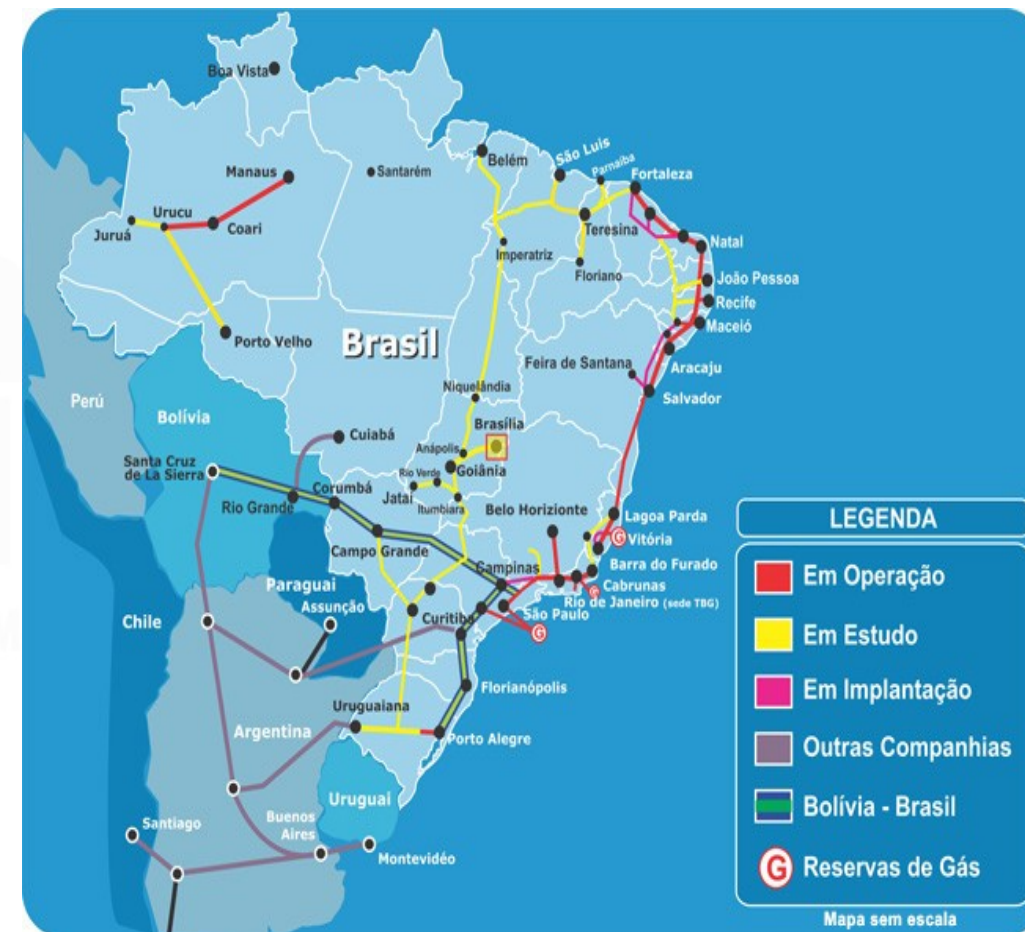 Boa Vista
Manaus
Santarém
Belém
São Luis
Parnaiba
Fortaleza
Urucu
Juruá
Coari
Teresina
Natal
Imperatriz
Floriano
João Pessoa
Recife
Maceió
Porto Velho
Brasil
Feira de Santana
Aracaju
Salvador
Perú
Bolívia
Niquelândia
Brasília
Cuiabá
Anápolis
Santa Cruz
de La Sierra
Rio Verde
Goiânia
Rio Grande
Corumbá
Jataí
Itumbiara
Belo Horizionte
Lagoa Parda
G
Vitória
Campo Grande
Campinas
Barra do Furado
Cabrunas
G
Rio de Janeiro (sede TBG)
Paraguai
Assunção
São Paulo
Chile
Curitiba
G
Florianópolis
Uruguaiana
Argentina
Porto Alegre
Uruguai
Santiago
Buenos
Aires
Montevidéo
LEGENDA
Em Operação
Em Estudo
Em Implantação
Outras Companhias
Bolívia - Brasil
G Reservas de Gás
Mapa sem escala